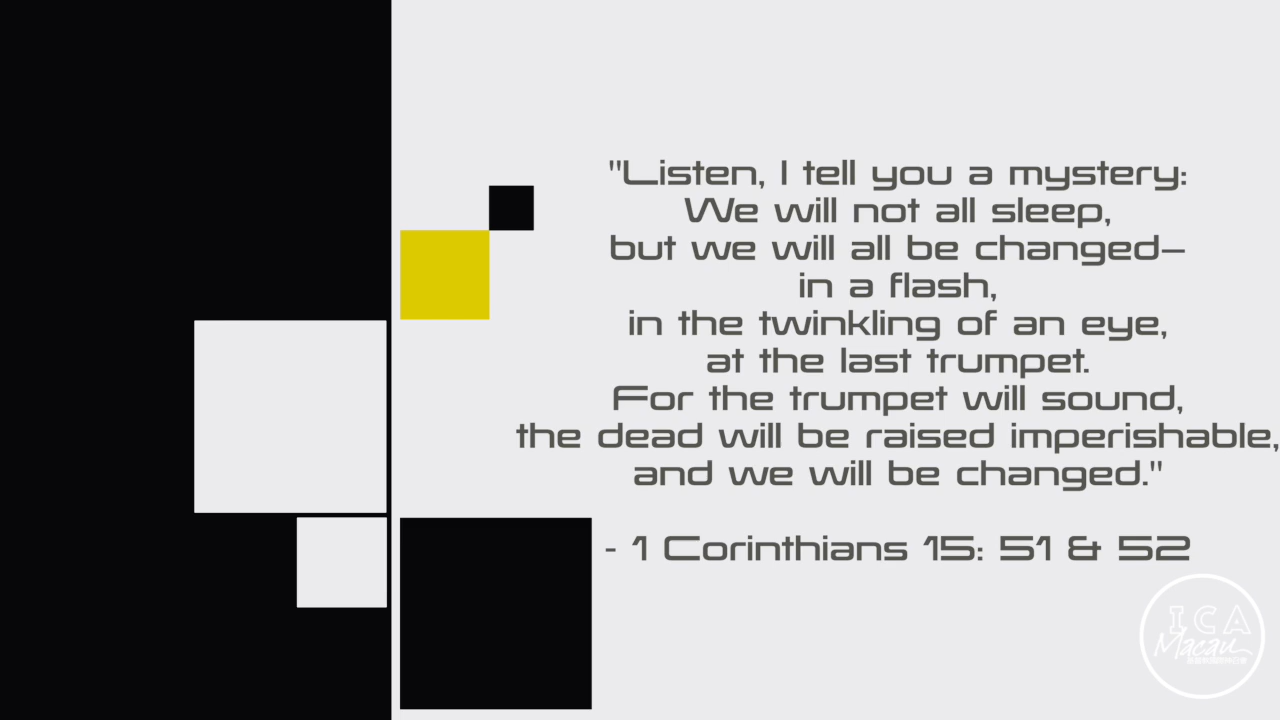 "Listen, I tell you a mystery:
We will not all sleep,
but we will all be changed—
in a flash,
in the twinkling of an eye,
at the last trumpet.
For the trumpet will sound,
the dead will be raised imperishable,
and we will be changed."
- 1 Corinthians 15: 51 & 52
ICA
Macau